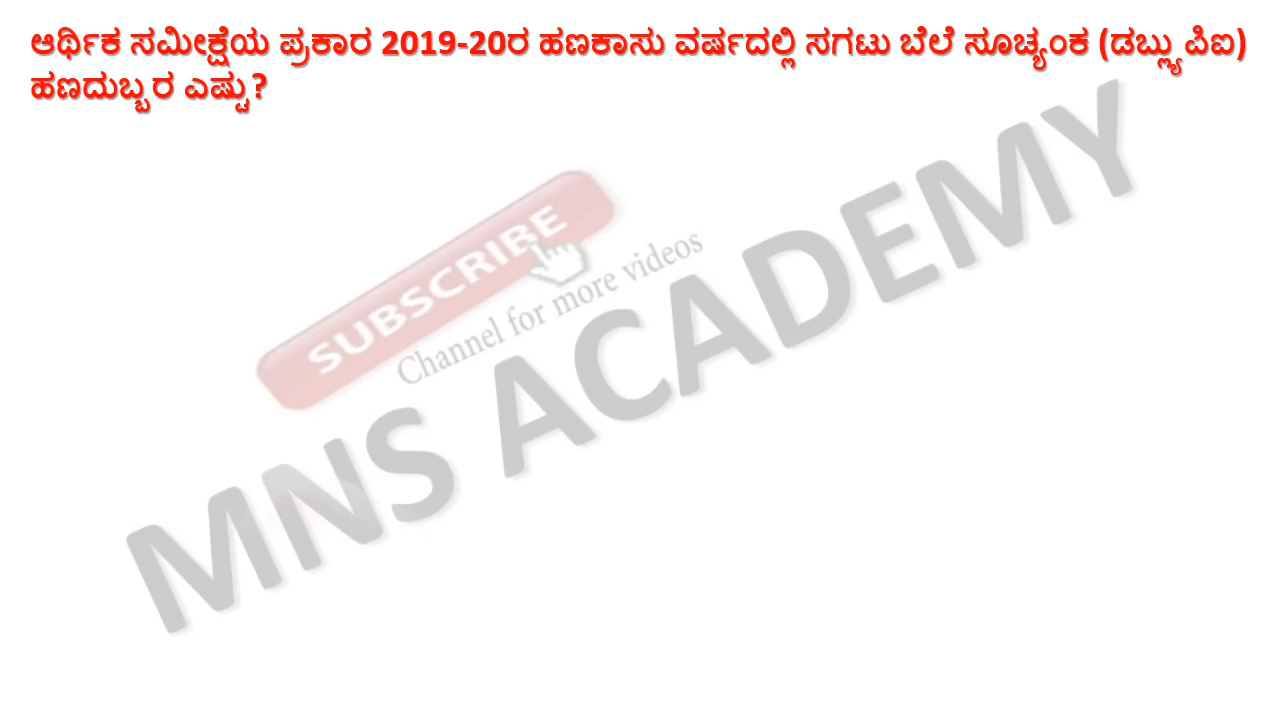 ಆರ್ಥಿಕ ಸಮೀಕ್ಷೆಯ ಪ್ರಕಾರ 2019-20ರ ಹಣಕಾಸು ವರ್ಷದಲ್ಲಿ ಸಗಟು ಬೆಲೆ ಸೂಚ್ಯಂಕ (ಡಬ್ಲ್ಯುಪಿಐ)
ಹಣದುಬ್ಬರ ಎಷ್ಟು?
SUBSCRIBE
Channel for more videos
MNS ACADEMY